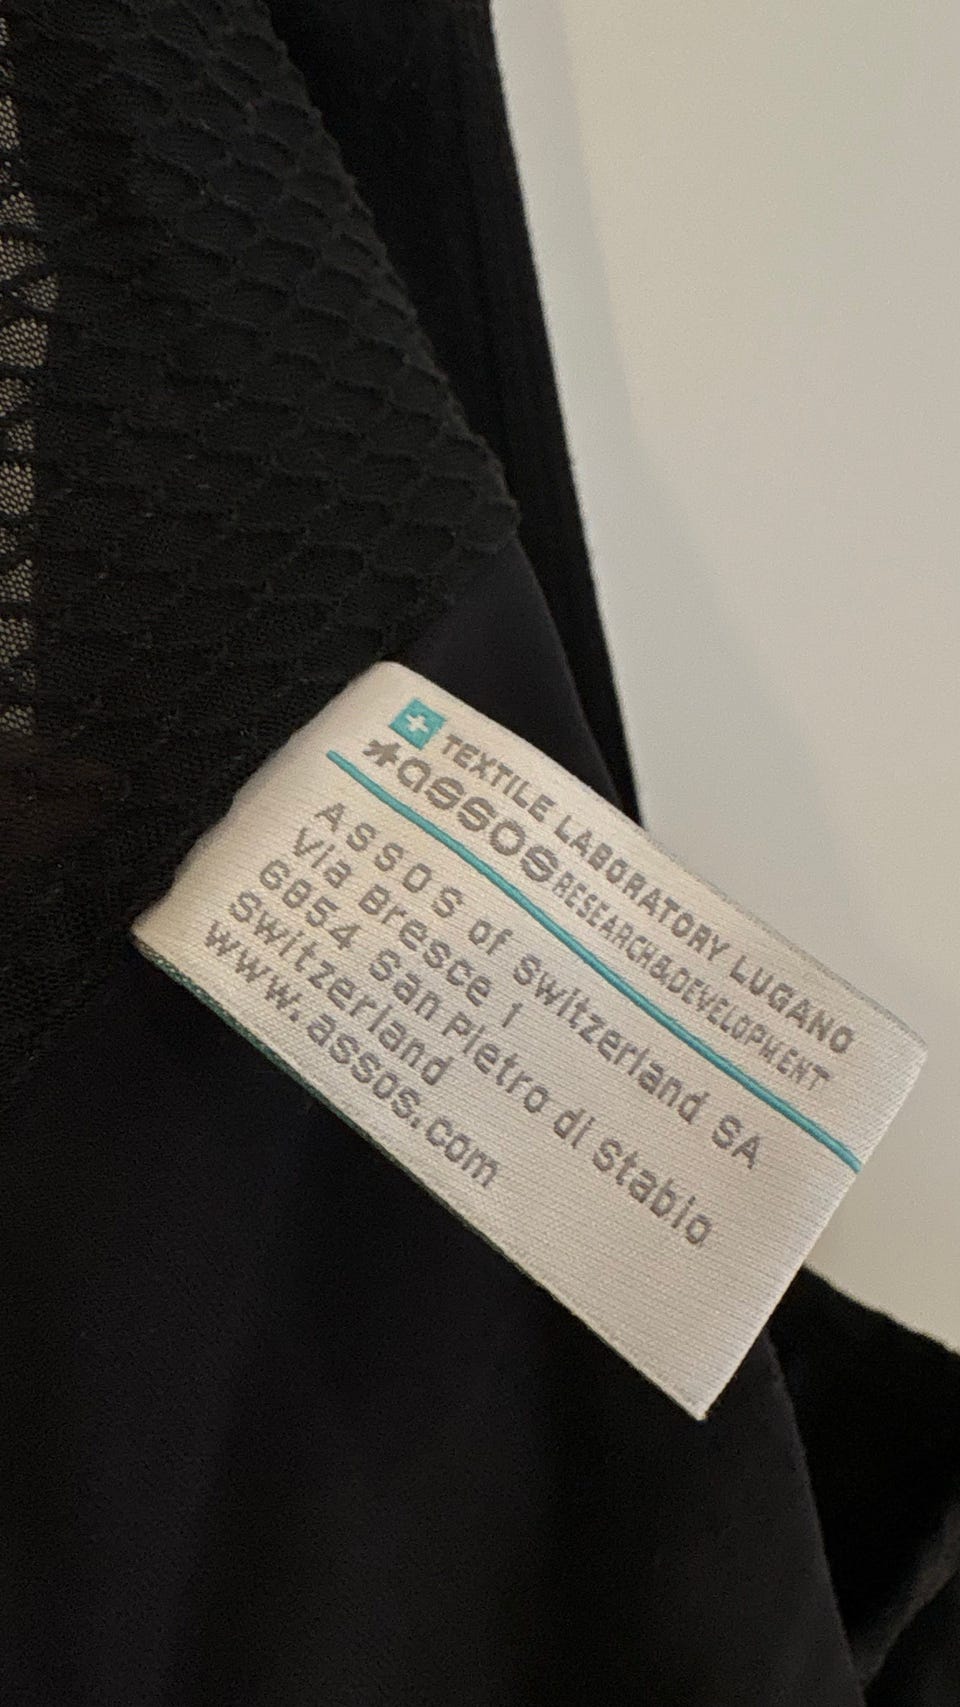 TEXTILE LABORATORY LUGANO
*assos RESEARCH&DEVELOPMENT
ASSOS of Switzerland SA
Via Bresce 1
6854 San Pietro di Stabio
Switzerland
www.assos.com